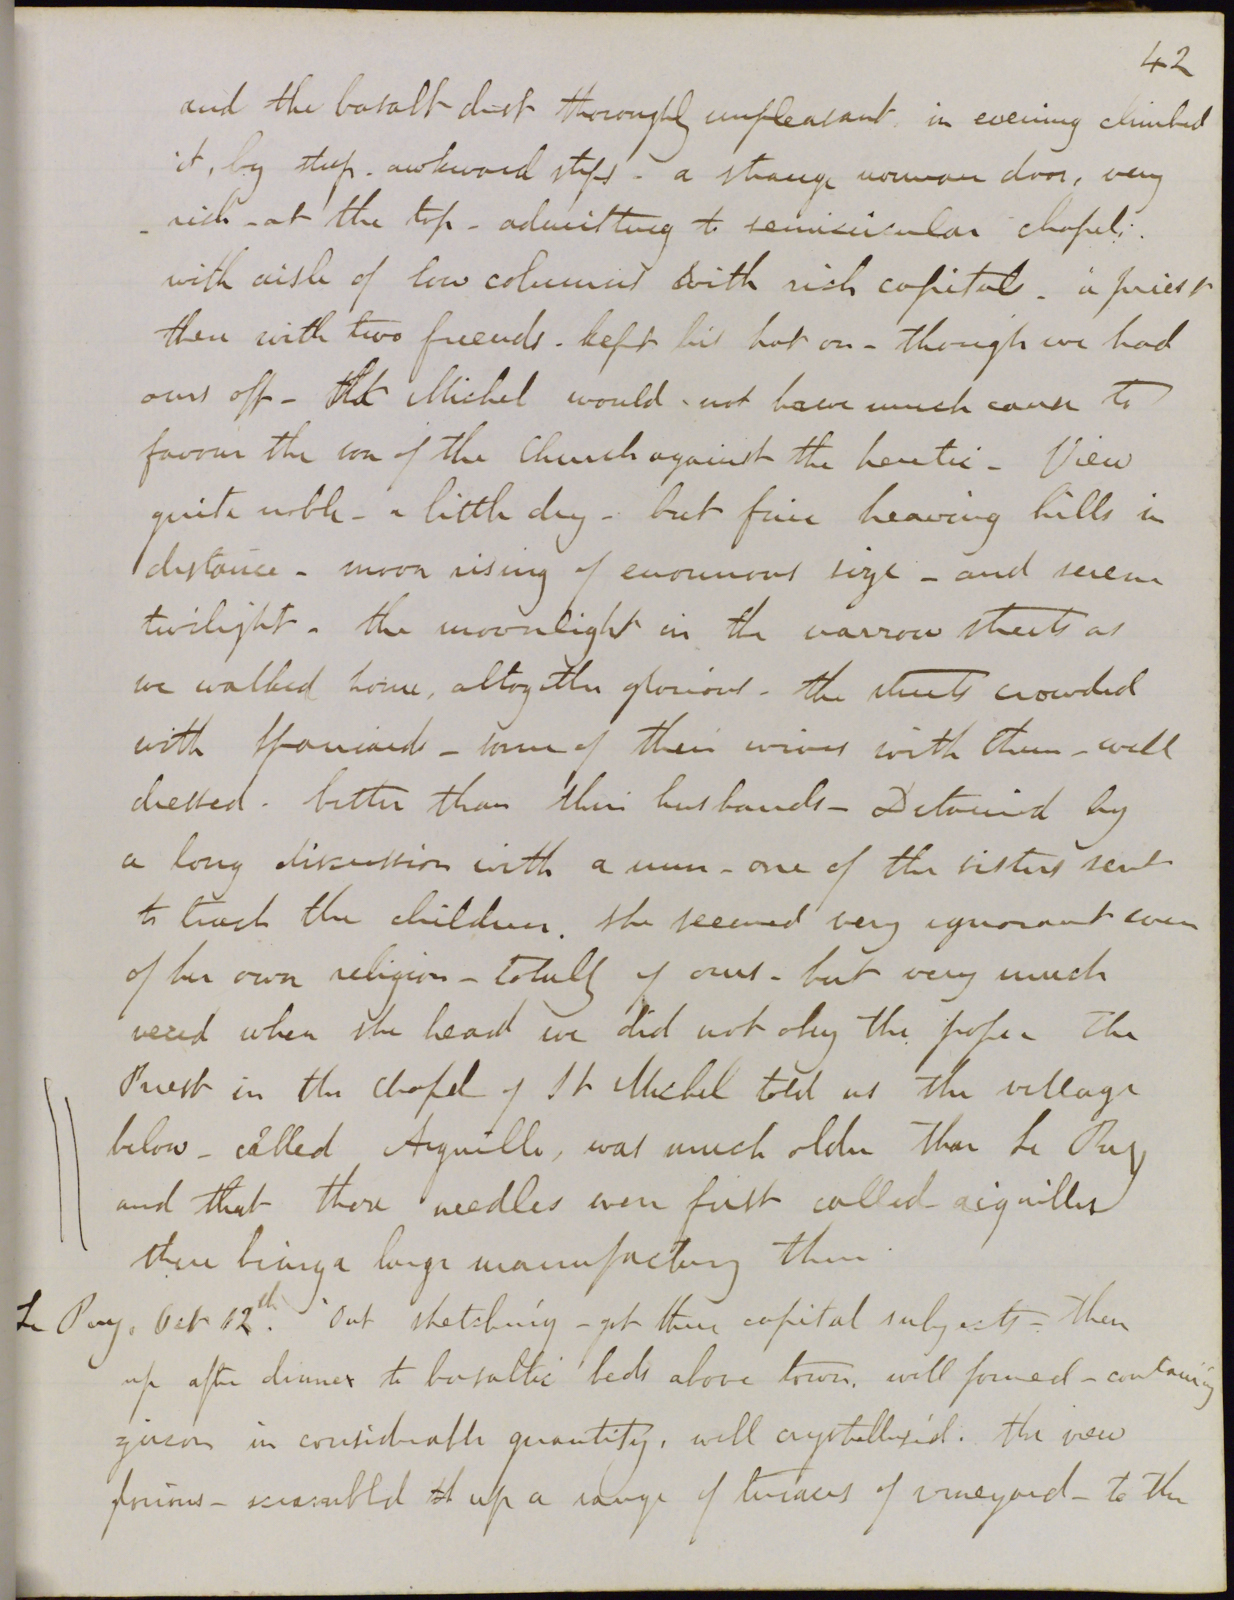 42
and the basalt dust thoroughly unpleasant. in evening climbed
it, by steep. awkward steps - a strange norman door, very
- rich - at the top - admitting to semicircular chapel;
with aisle of low columns with rich capitals - a priest
there with two friends - kept his hat on - though we had
ours off - St Michel would not have much cause to
favour the son of the church against the heretic - View
quite noble - a little dry - but fine heaving hills in
distance - moon rising of enormous size - and serene
twilight - the moonlight in the narrow streets as
we walked home, altogether glorious - the streets crowded
with Spaniards - some of their wives with them - well
dressed - better than their husbands - Detained by
a long discussion with a nun - one of the sisters sent
to teach the children. she seemed very ignorant even
of her own religion - totally of ours - but very much
vexed when she heard we did not obey the pope. The
Priest in the chapel of St Michel told us the village
below - called Aiguille, was much older than Le Puy
and that there needles were first called aiguilles
there being a large manufactory there.
Le Puy, Oct 12th. Out sketching - got three capital subjects - then
up after dinner to basaltic beds above town. well formed - containing
zircon in considerable quantity, well crystallized. the view
glorious - scrambled up a range of terraces of vineyard - to the